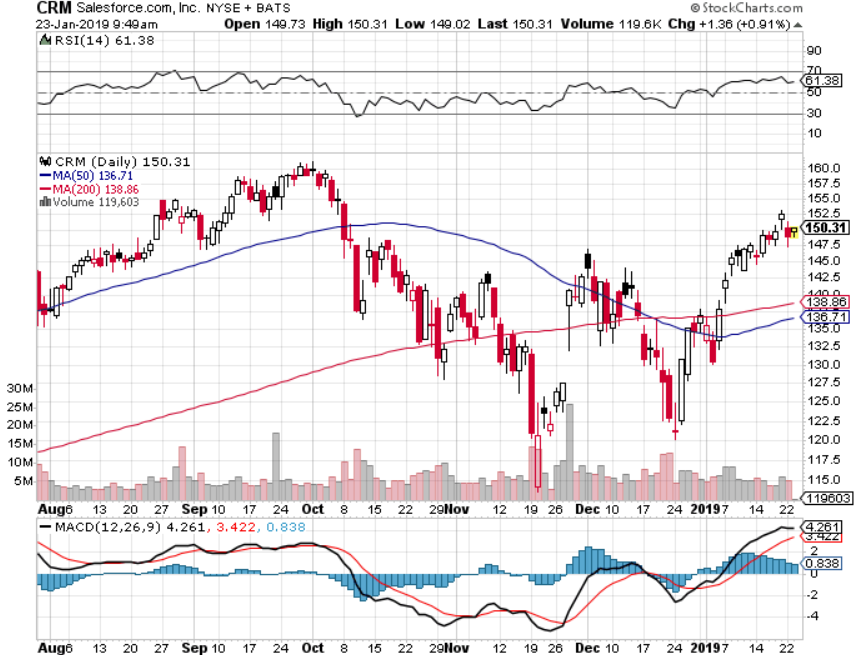 CRM Salesforce.com, Inc. NYSE + BATS © StockCharts.com
23-Jan-2019 9:49am Open 149.73 High 150.31 Low 149.02 Last 150.31 Volume 119.6K Chg +1.36 (+0.91%)
RSI(14) 61.38
90
70
61.38
50
30
10
CRM (Daily) 150.31
MA(50) 136.71
MA(200) 138.86
Volume 119,603
160.0
157.5
155.0
152.5
150.31
147.5
145.0
142.5
140.0
138.86
136.71
135.0
132.5
130.0
127.5
125.0
122.5
120.0
117.5
115.0
119603
30M
25M
20M
15M
10M
5M
Aug 6 13 20 27 Sep 10 17 24 Oct 8 15 22 29 Nov 12 19 26 Dec 10 17 24 2019 7 14 22
MACD(12,26,9) 4.261, 3.422, 0.838
4.261
3.422
2
0.838
0
-2
-4
Aug 6 13 20 27 Sep 10 17 24 Oct 8 15 22 29 Nov 12 19 26 Dec 10 17 24 2019 7 14 22